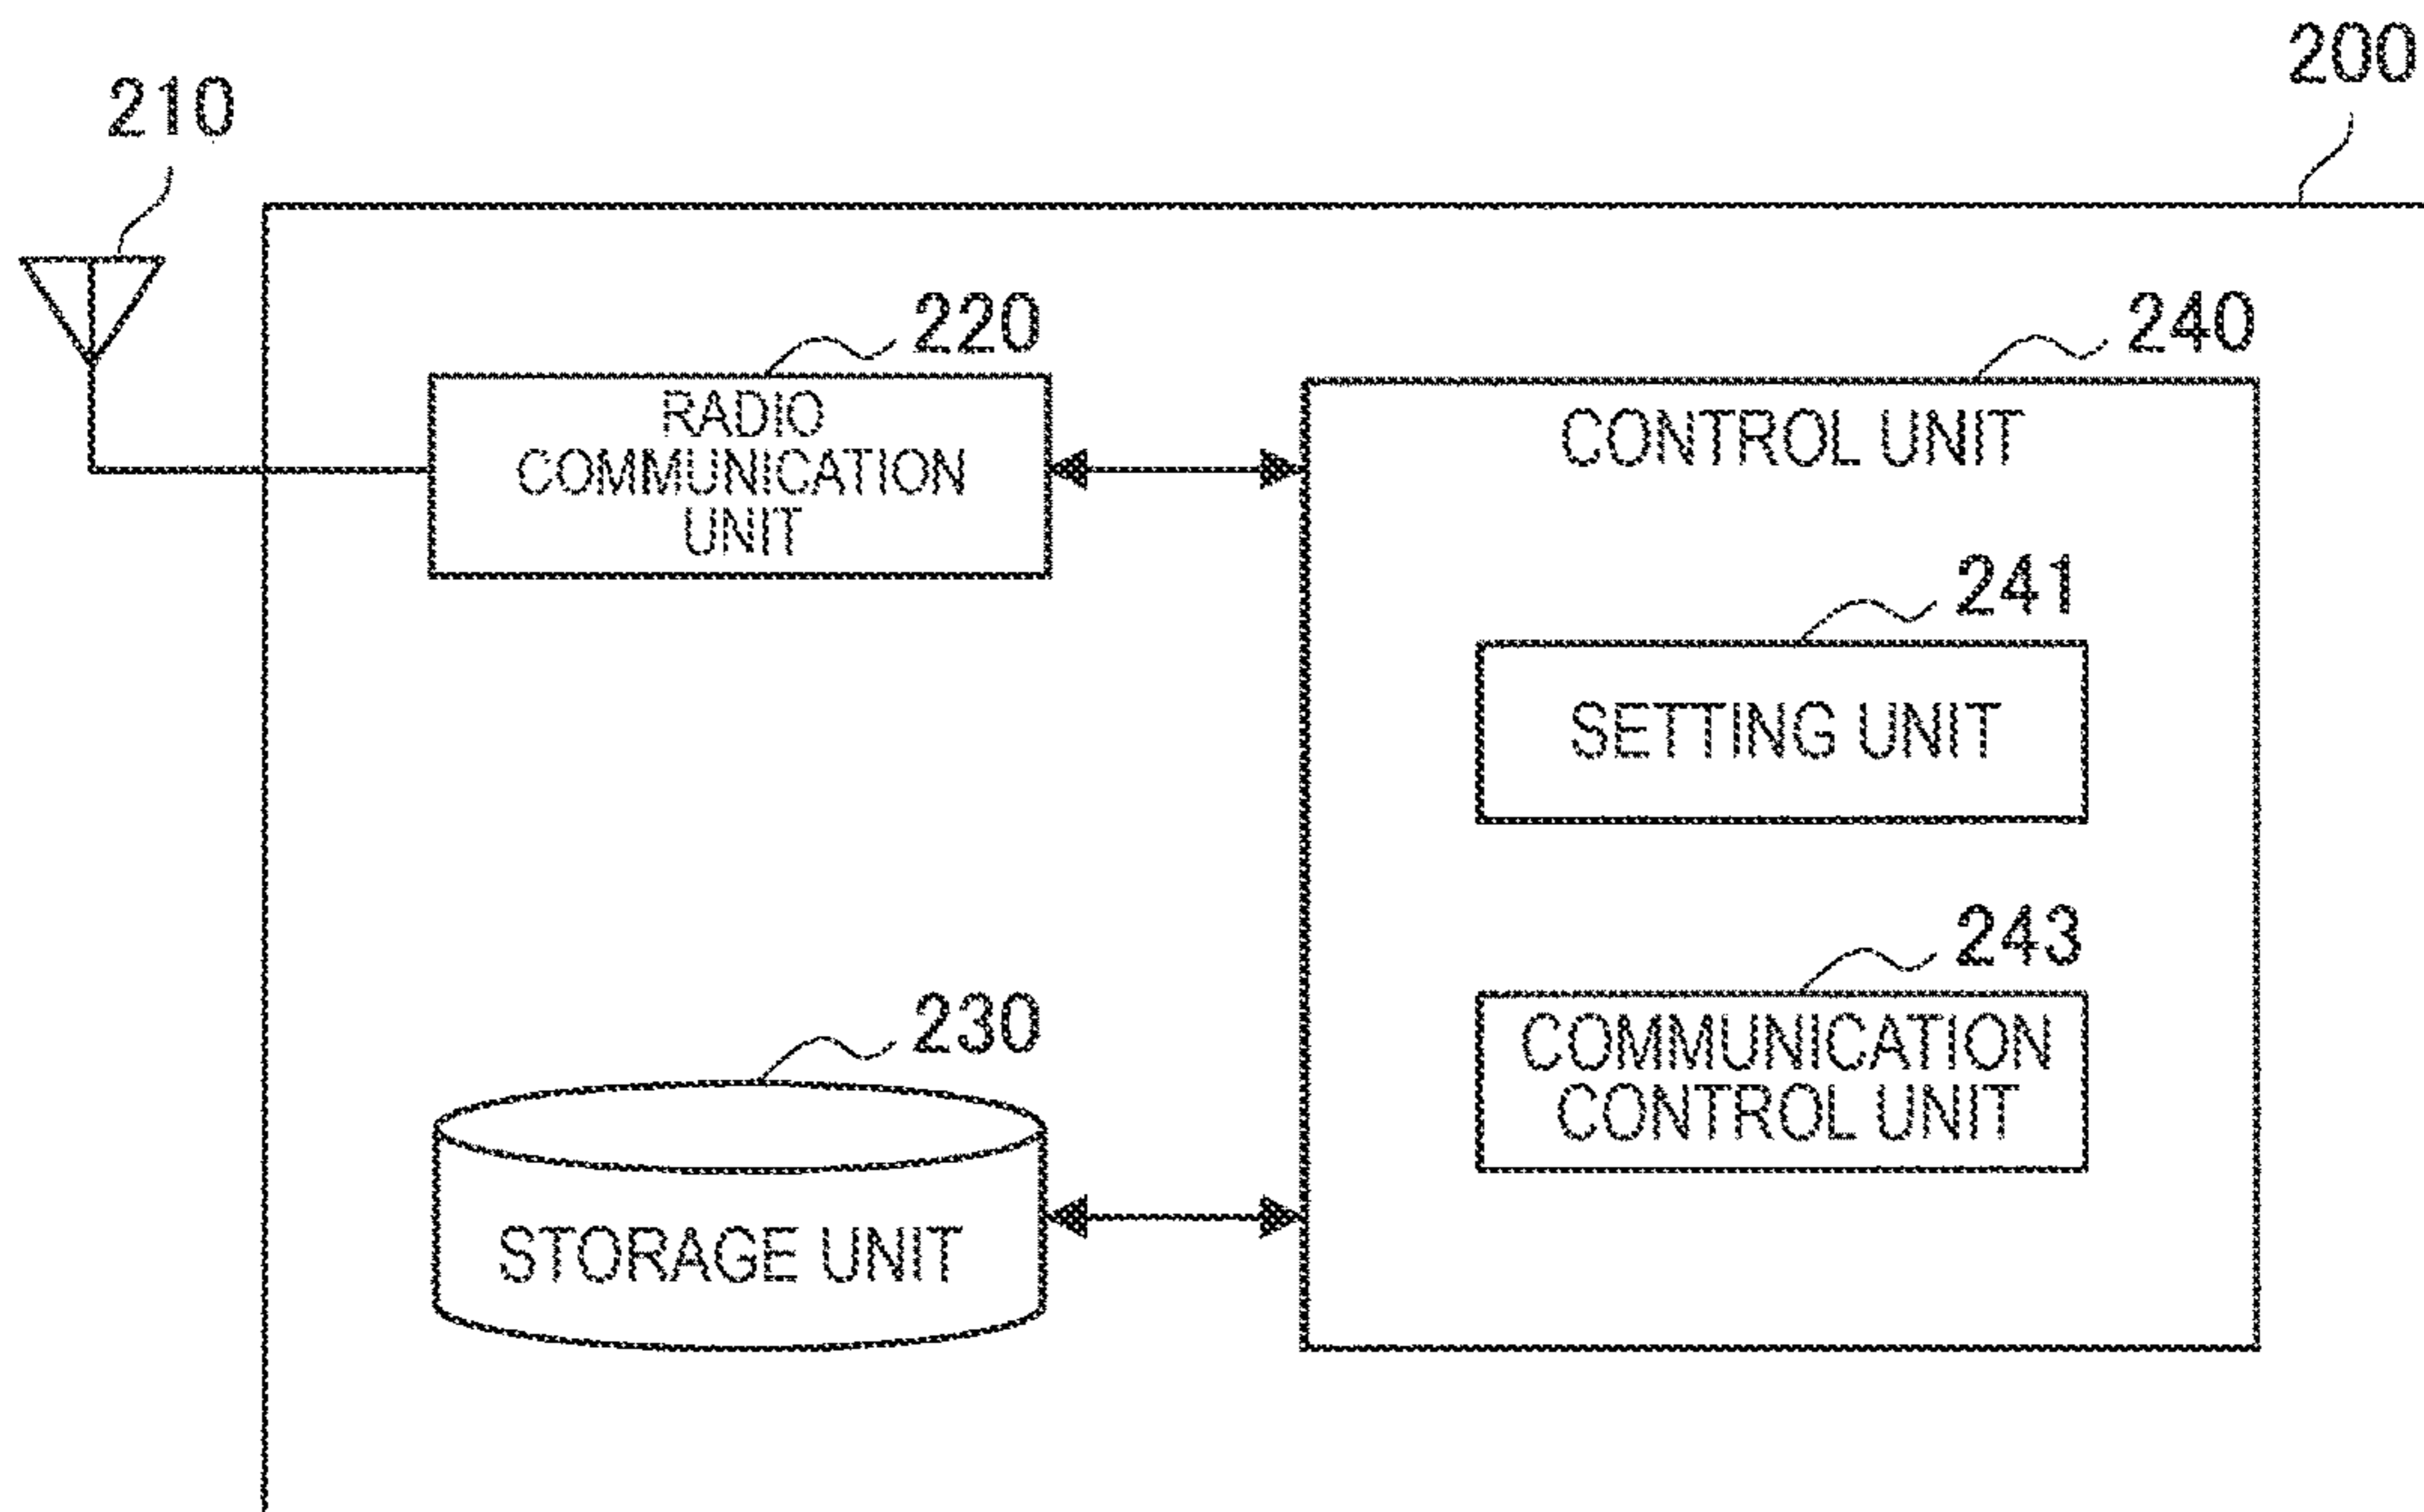 200
210
220
240
RADIO
COMMUNICATION
UNIT
CONTROL UNIT
241
SETTING UNIT
243
COMMUNICATION
CONTROL UNIT
230
STORAGE UNIT